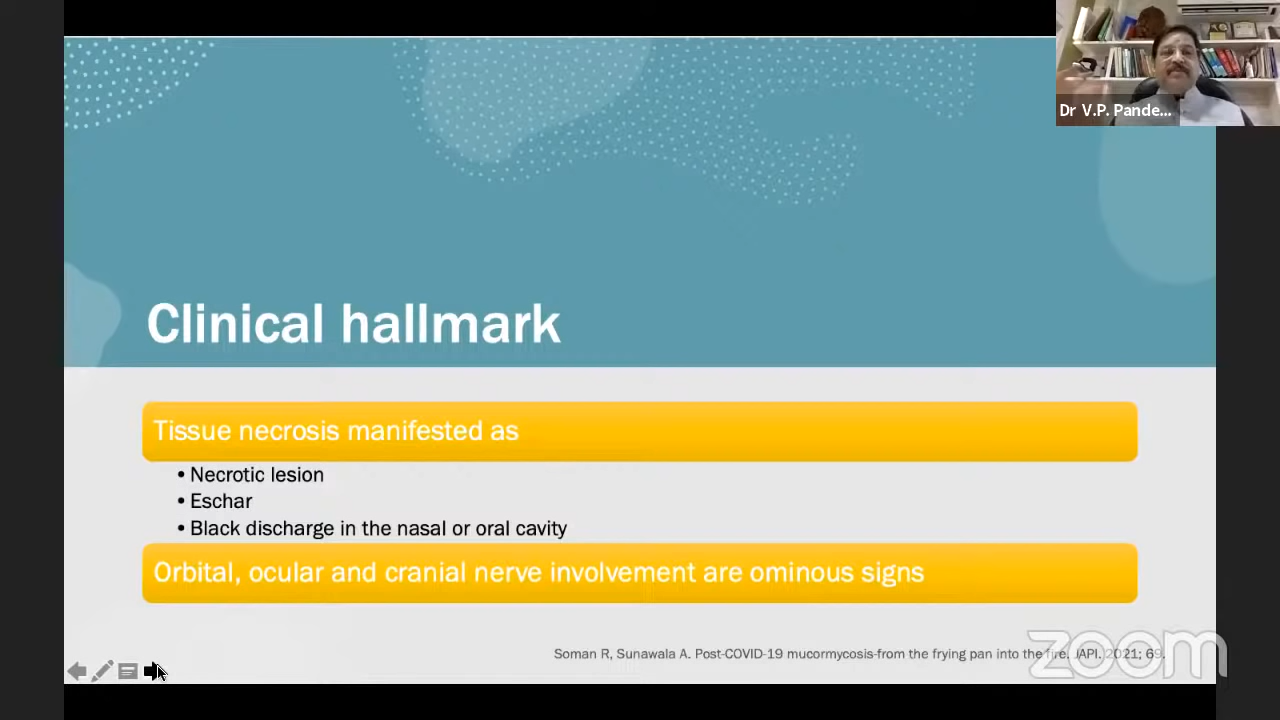 Dr V.P. Pande...
Clinical hallmark
Tissue necrosis manifested as
• Necrotic lesion
• Eschar
• Black discharge in the nasal or oral cavity
Orbital, ocular and cranial nerve involvement are ominous signs
Soman R, Sunawala A. Post-COVID-19 mucormycosis-from the frying pan into the fire. JAPI. 2021; 69.
zoom